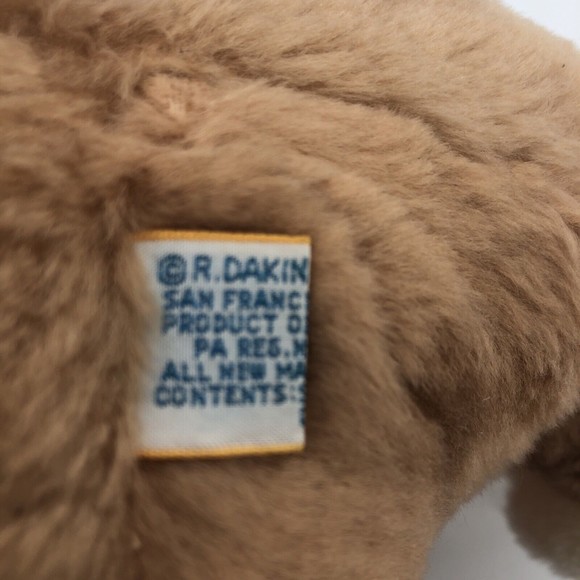 © R. DAKIN
SAN FRANC
PRODUCT O
PA REG. N
ALL NEW MA
CONTENTS: